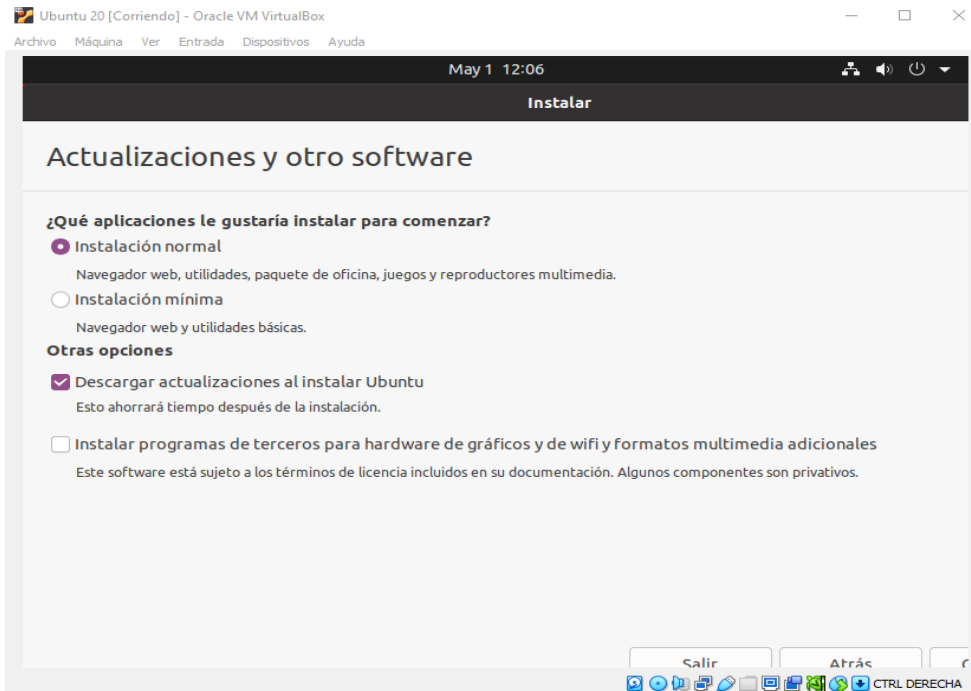 Ubuntu 20 [Corriendo] - Oracle VM VirtualBox
Archivo Máquina Ver Entrada Dispositivos Ayuda
May 1 12:06
Instalar
Actualizaciones y otro software
¿Qué aplicaciones le gustaría instalar para comenzar?
Instalación normal
Navegador web, utilidades, paquete de oficina, juegos y reproductores multimedia.
Instalación mínima
Navegador web y utilidades básicas.
Otras opciones
Descargar actualizaciones al instalar Ubuntu
Esto ahorrará tiempo después de la instalación.
Instalar programas de terceros para hardware de gráficos y de wifi y formatos multimedia adicionales
Este software está sujeto a los términos de licencia incluidos en su documentación. Algunos componentes son privativos.
Salir Atrás
CTRL DERECHA